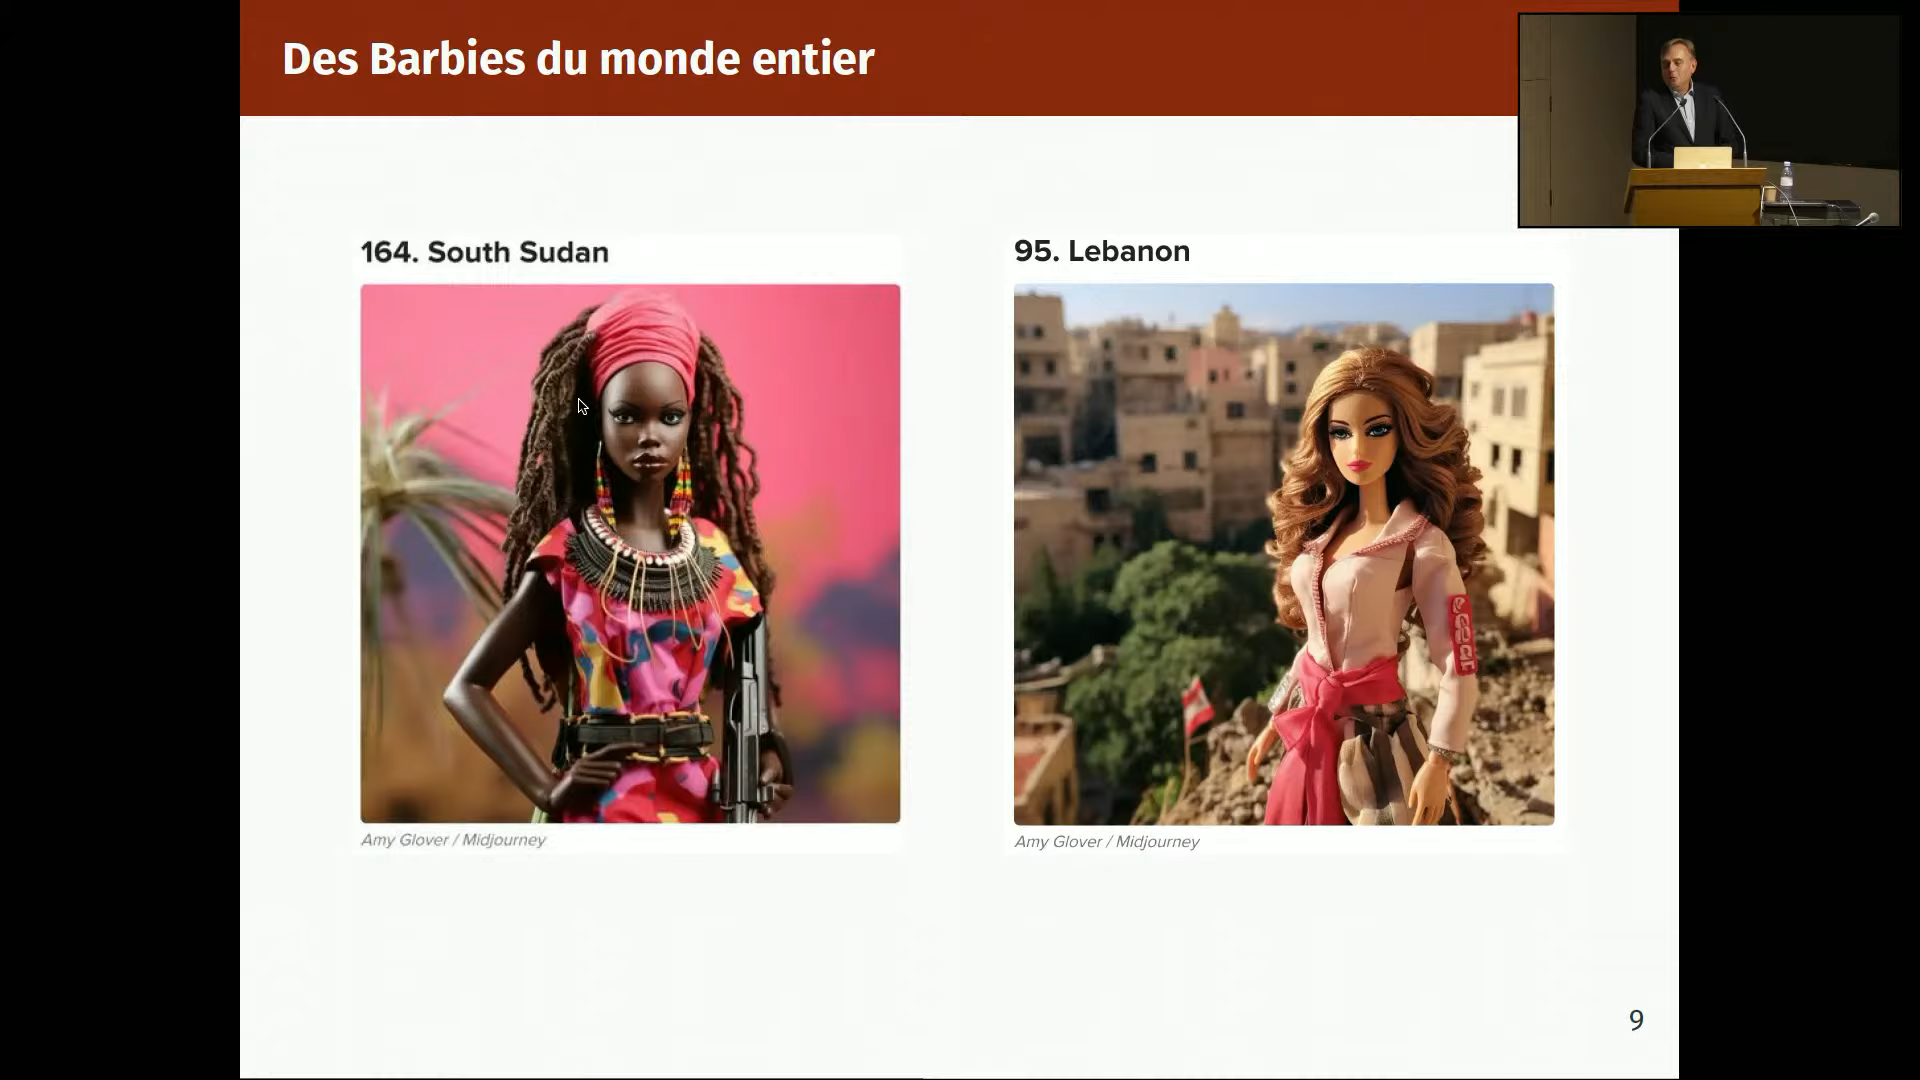 Des Barbies du monde entier
164. South Sudan
95. Lebanon
Amy Glover / Midjourney
Amy Glover / Midjourney
9